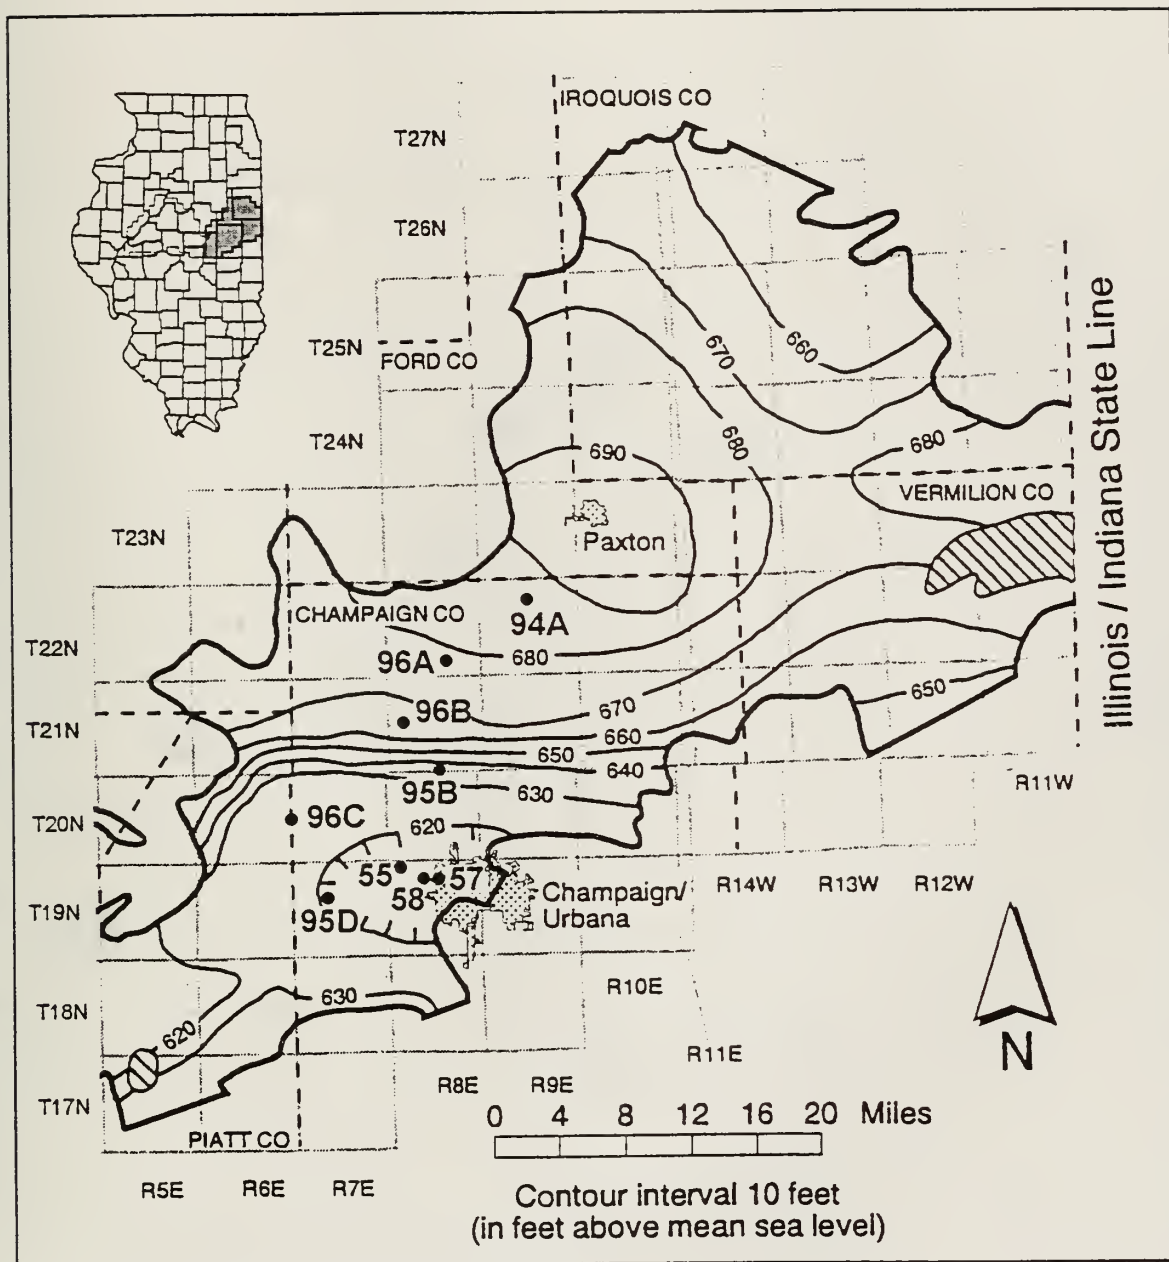 IROQUOIS CO
T27N
T26N
T25N
FORD CO
670
660
T24N
690
680
680
VERMILION CO
Illinois / Indiana State Line
T23N
Paxton
CHAMPAIGN CO
94A
T22N
96A
680
650
96B
670
T21N
660
650
640
R11W
95B
630
T20N
96C
620
55
57
58
R14W
R13W
R12W
T19N
95D
Champaign/
Urbana
R10E
T18N
630
620
N
R11E
R8E
R9E
T17N
0 4 8 12 16 20 Miles
PIATT CO
R5E
R6E
R7E
Contour interval 10 feet
(in feet above mean sea level)